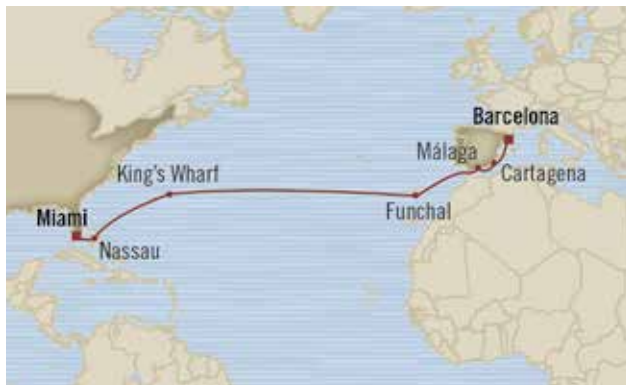 Barcelona
Málaga
Cartagena
King's Wharf
Funchal
Miami
Nassau